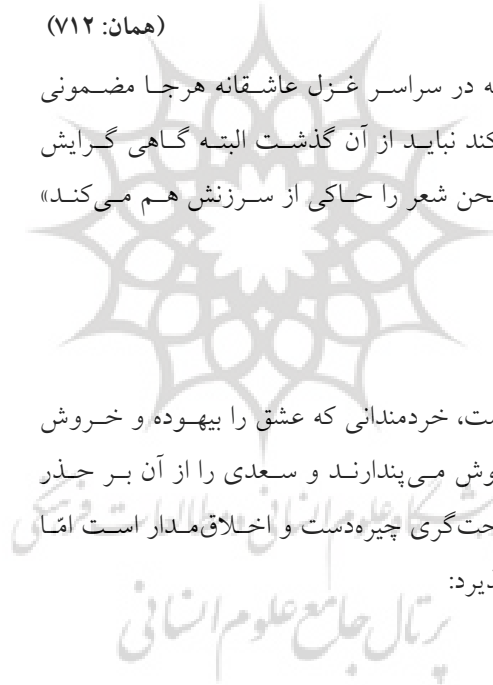 (همان: ۷۱۲)
ه در سراسر غزل عاشقانه هرجا مضمونی
کند نباید از آن گذشت البته گاهی گرایش
حن شعر را حاکی از سرزنش هم می‌کند»
ست، خردمندانی که عشق را بیهوده و خروش
وش می‌پندارند و سعدی را از آن بر حذر
حت‌گری چیره‌دست و اخلاق‌مدار است امّا
ذیرد:
پرتال جامع علوم انسانی